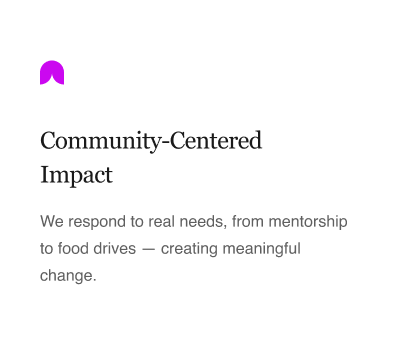 Community-Centered
Impact
We respond to real needs, from mentorship
to food drives — creating meaningful
change.